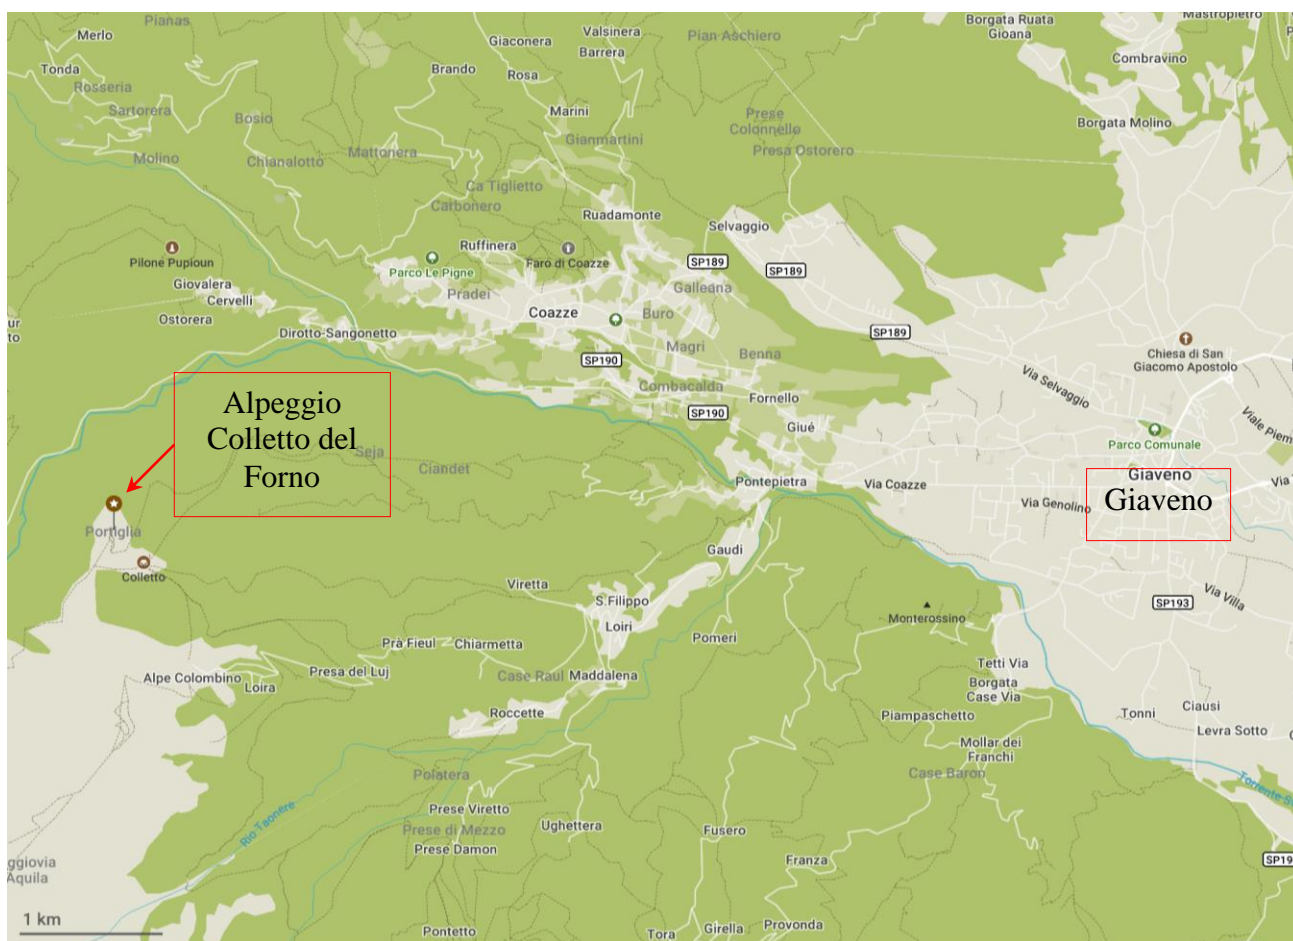 Pianas
Merlo
Tonda
Rosseria
Sartorera
Molino
Bosio
Chianalotto
Mattonera
Giaconera
Valsinera
Barrera
Brando
Rosa
Marini
Gianmartini
Pian Aschiero
Prese
Colonnello
Presa Ostorero
Borgata Ruata
Gioana
Mastropietro
Combravino
Borgata Molino
Ca Tiglietto
Carbonero
Ruadamonte
Selvaggio
Ruffinera
Faro di Coazze
Parco Le Pigne
Pradei
SP189
SP189
Galleana
Pilone Pupioun
Giovalera
Cervelli
Ostorera
Dirotto-Sangonetto
Coazze
Buro
Magri
SP189
Benna
SP190
Combacalda
Fornello
SP190
Giué
Chiesa di San
Giacomo Apostolo
Via Selvaggio
Parco Comunale
Giaveno
Giaveno
Alpeggio
Colletto del
Forno
Seja
Ciandet
Pontepietra
Via Coazze
Via Genolino
Portiglia
Colletto
Gaudi
Viretta
S.Filippo
Loiri
Monterossino
SP193
Via Villa
Prà Fieul
Chiarmetta
Pomeri
Alpe Colombino
Loira
Presa del Luj
Case Raul
Maddalena
Tetti Via
Borgata
Case Via
Roccette
Piampaschetto
Tonni
Ciausi
Levra Sotto
Mollar dei
Franchi
Case Baron
Polatera
Rio Taonere
Prese Viretto
Prese di Mezzo
Prese Damon
Ughettera
Fusero
Franza
Torrente
ggiovia
Aquila
1 km
Pontetto
Tora
Girella
Provonda